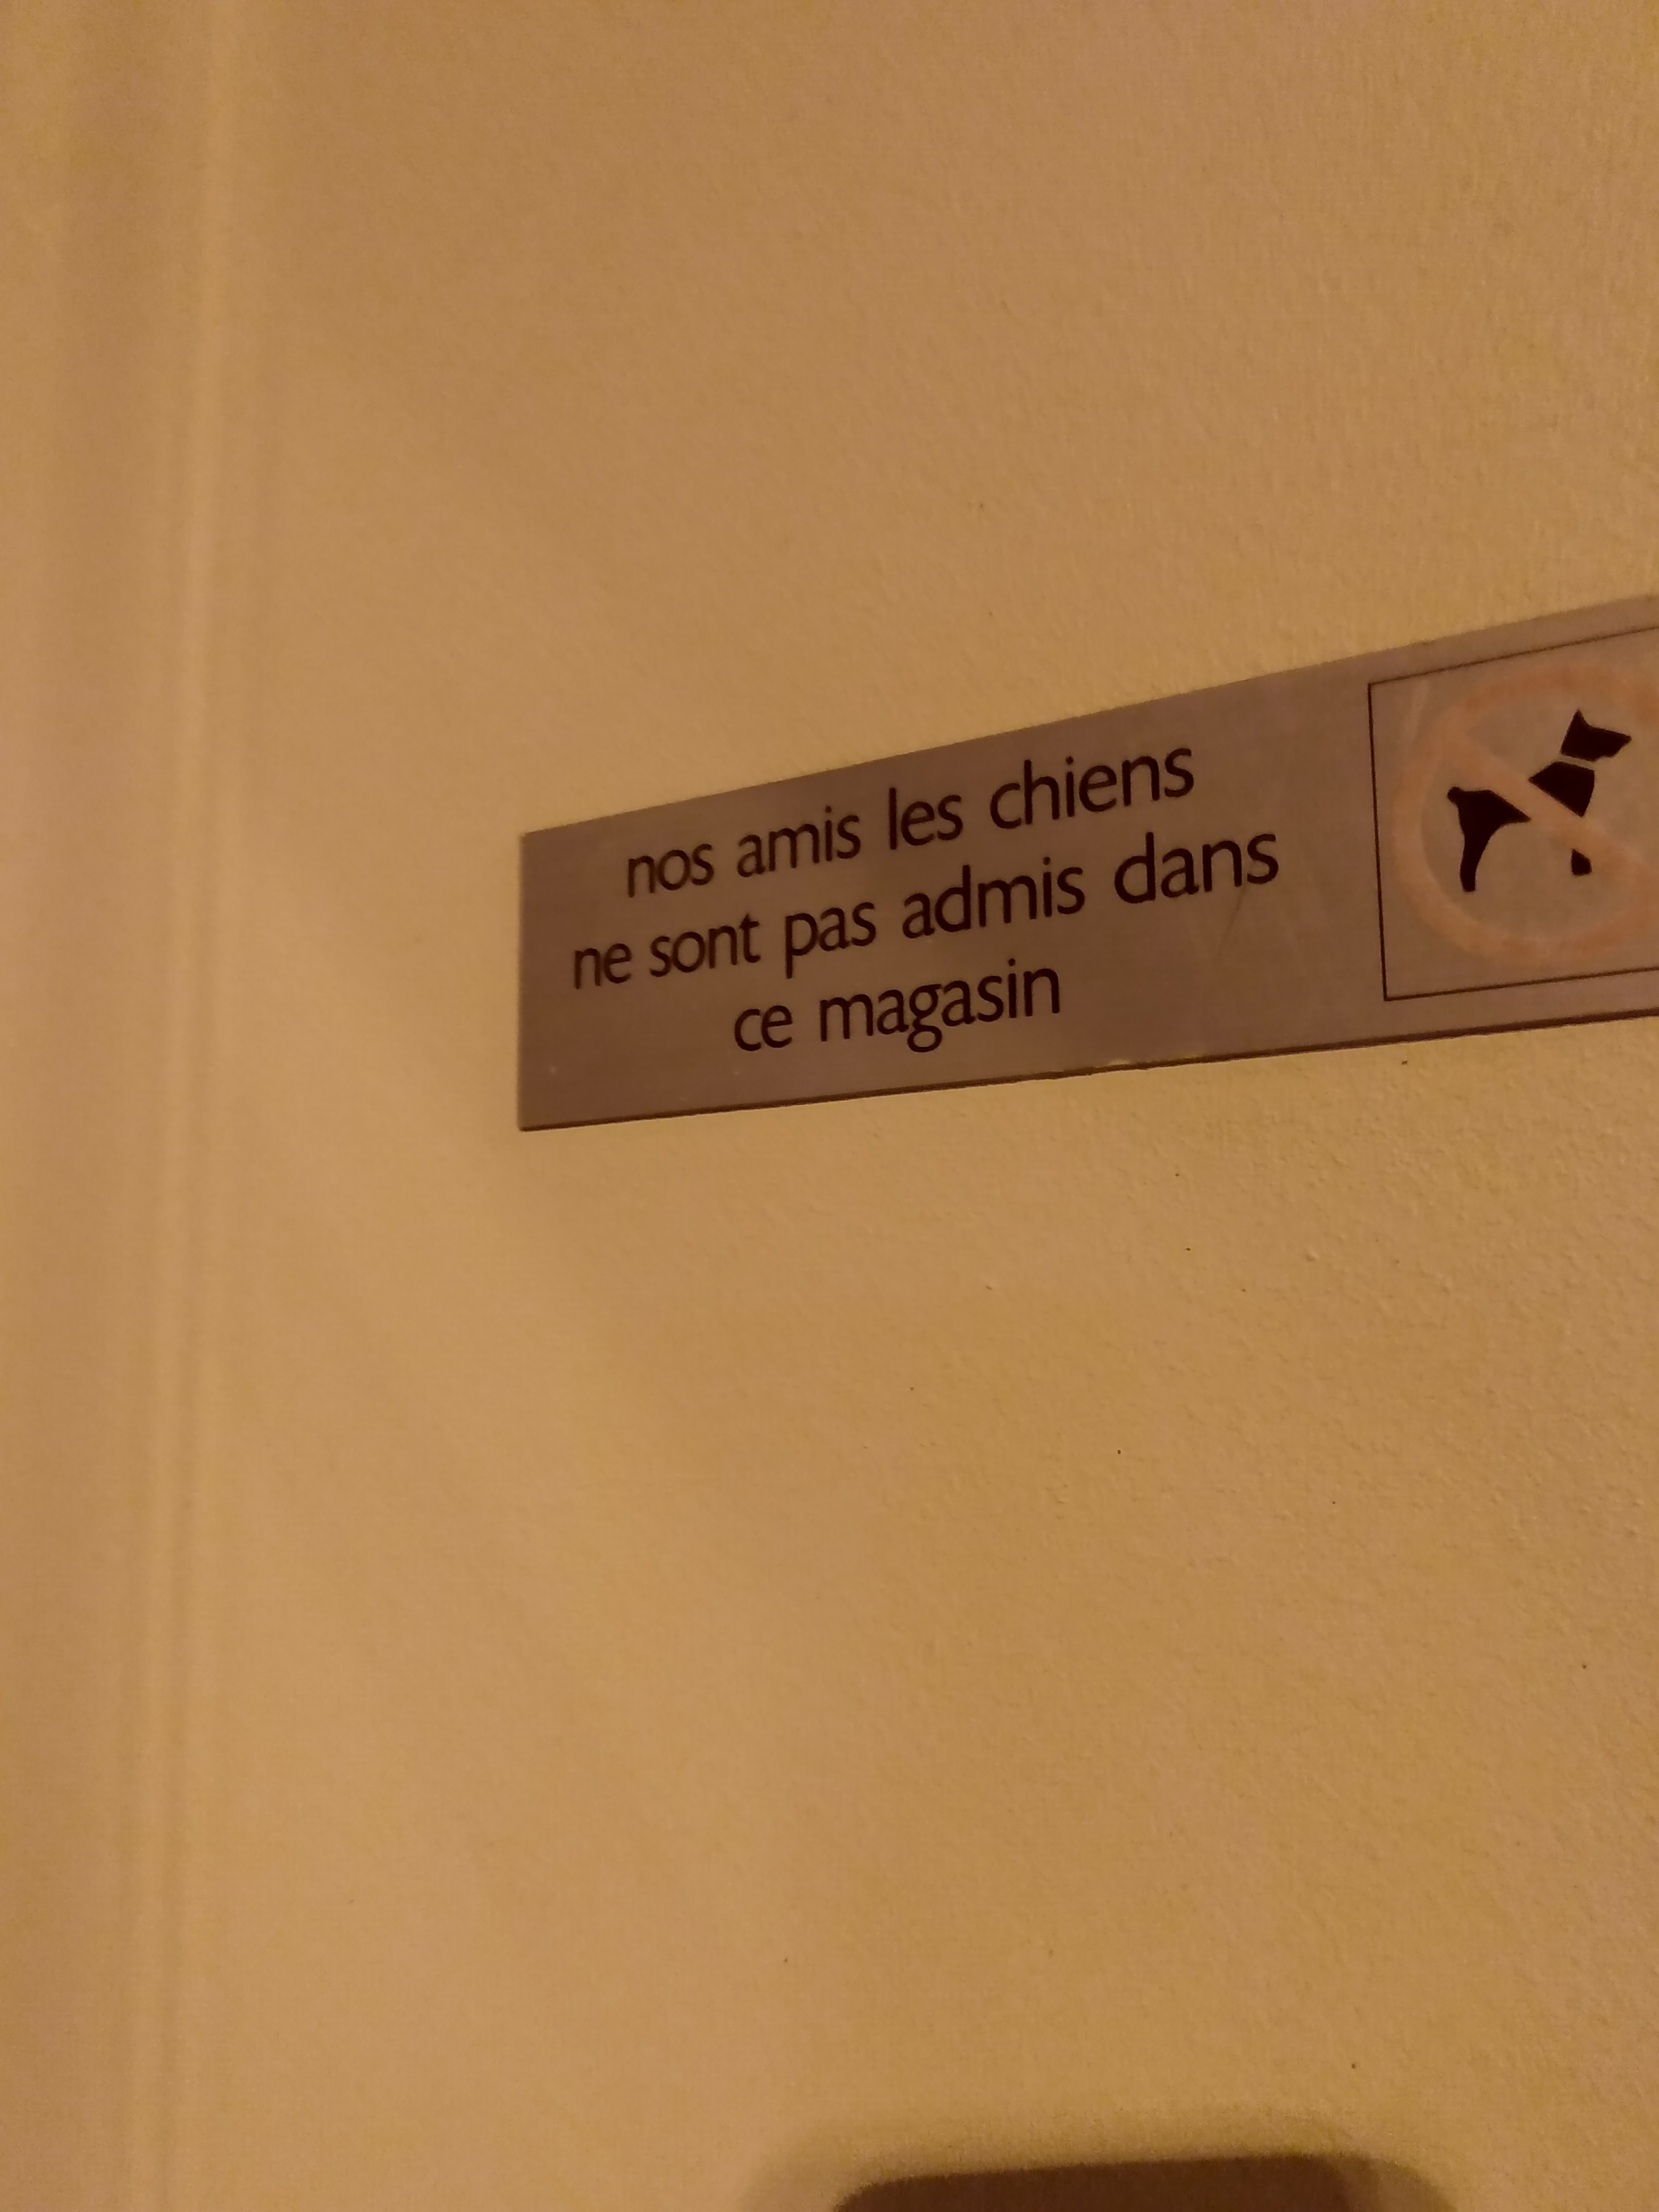 nos amis les chiens
ne sont pas admis dans
ce magasin